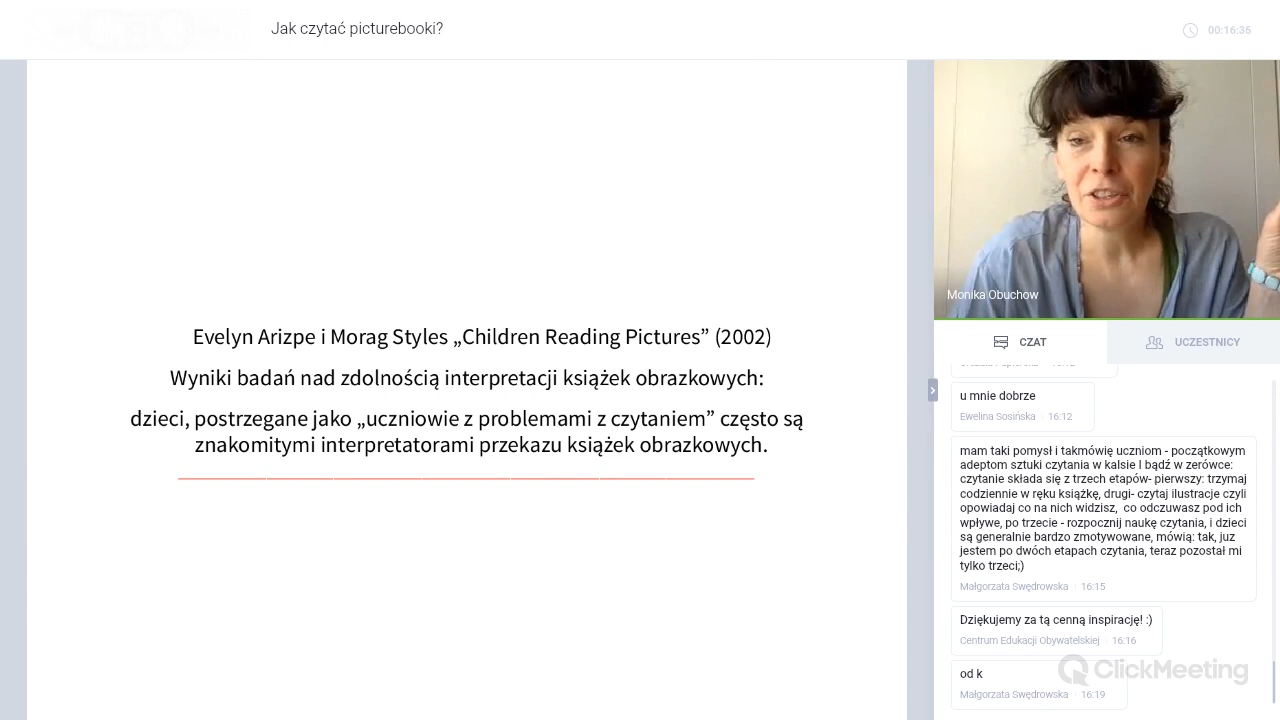 Jak czytać picturebooki?
00:16:35
Evelyn Arizpe i Morag Styles „Children Reading Pictures” (2002)
Wyniki badań nad zdolnością interpretacji książek obrazkowych:
dzieci, postrzegane jako „uczniowie z problemami z czytaniem” często są
znakomitymi interpretatorami przekazu książek obrazkowych.
Monika Obuchow
CZAT
UCZESTNICY
u mnie dobrze
Ewelina Sosińska · 16:12
mam taki pomysł i takmówię uczniom - początkowym
adeptom sztuki czytania w kalsie I bądź w zerówce:
czytanie składa się z trzech etapów- pierwszy: trzymaj
codziennie w ręku książkę, drugi- czytaj ilustracje czyli
opowiadaj co na nich widzisz,  co odczuwasz pod ich
wpływe, po trzecie - rozpocznij naukę czytania, i dzieci
są generalnie bardzo zmotywowane, mówią: tak, juz
jestem po dwóch etapach czytania, teraz pozostał mi
tylko trzeci;)
Małgorzata Swędrowska · 16:15
Dziękujemy za tą cenną inspirację! :)
Centrum Edukacji Obywatelskiej · 16:16
od k
Małgorzata Swędrowska · 16:19
ClickMeeting